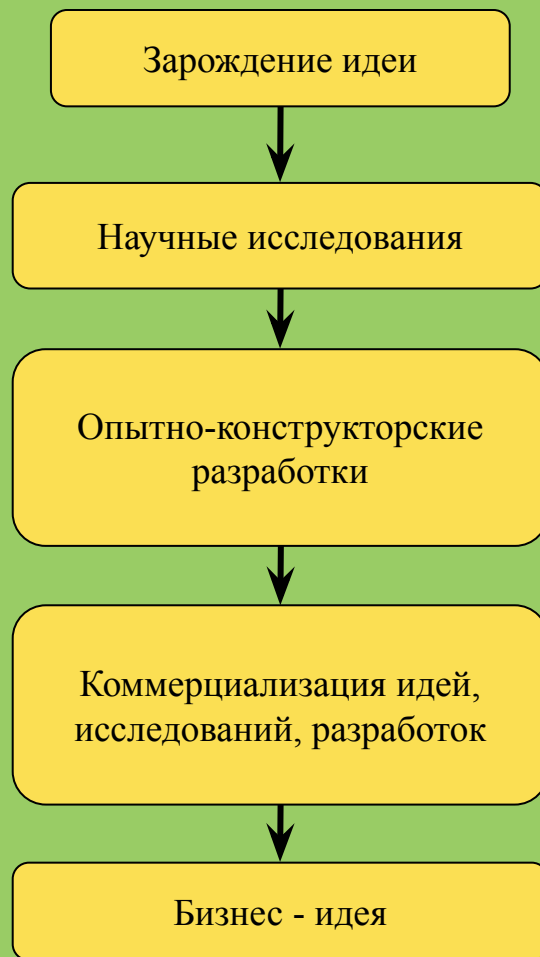 Зарождение идеи
Научные исследования
Опытно-конструкторские
разработки
Коммерциализация идей,
исследований, разработок
Бизнес - идея